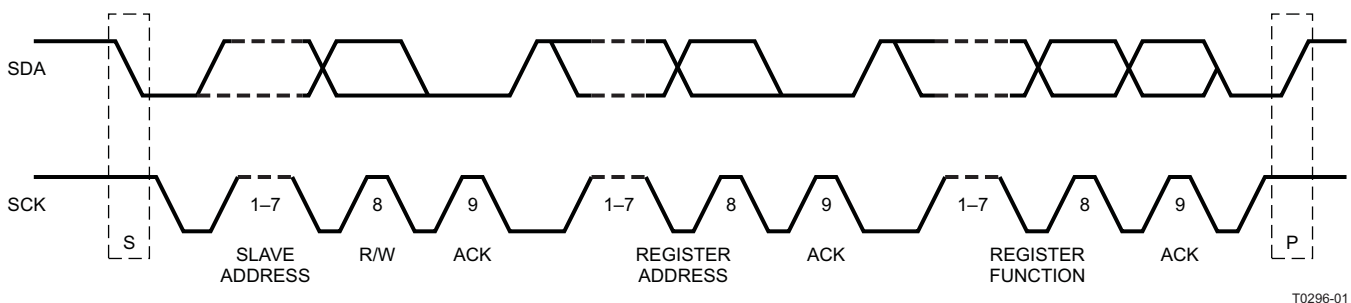 SDA
SCK
1–7
8
9
1–7
8
9
1–7
8
9
S
P
SLAVE
ADDRESS
R/W
ACK
REGISTER
ADDRESS
ACK
REGISTER
FUNCTION
ACK
T0296-01